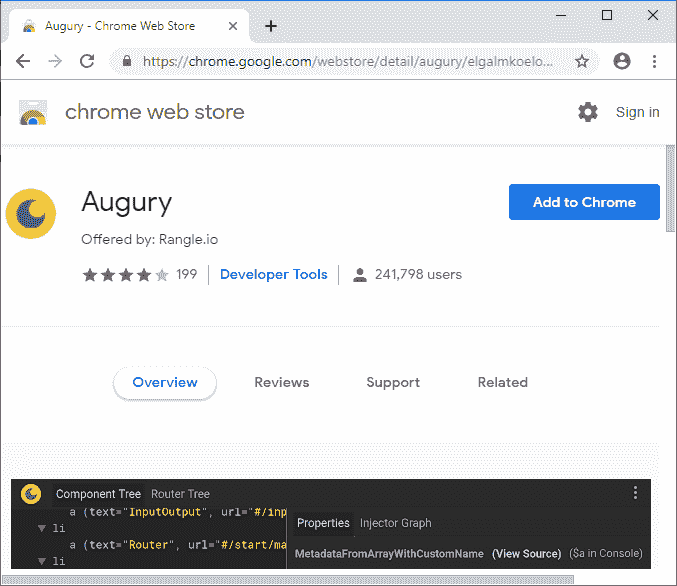 Augury - Chrome Web Store
https://chrome.google.com/webstore/detail/augury/elgalmkoelo...
chrome web store
Sign in
Augury
Add to Chrome
Offered by: Rangle.io
199 Developer Tools 241,798 users
Overview Reviews Support Related
Component Tree Router Tree
a (text="InputOutput", url="#/inp
Properties Injector Graph
li
a (text="Router", url="#/start/ma
MetadataFromArrayWithCustomName (View Source) ($a in Console)
li